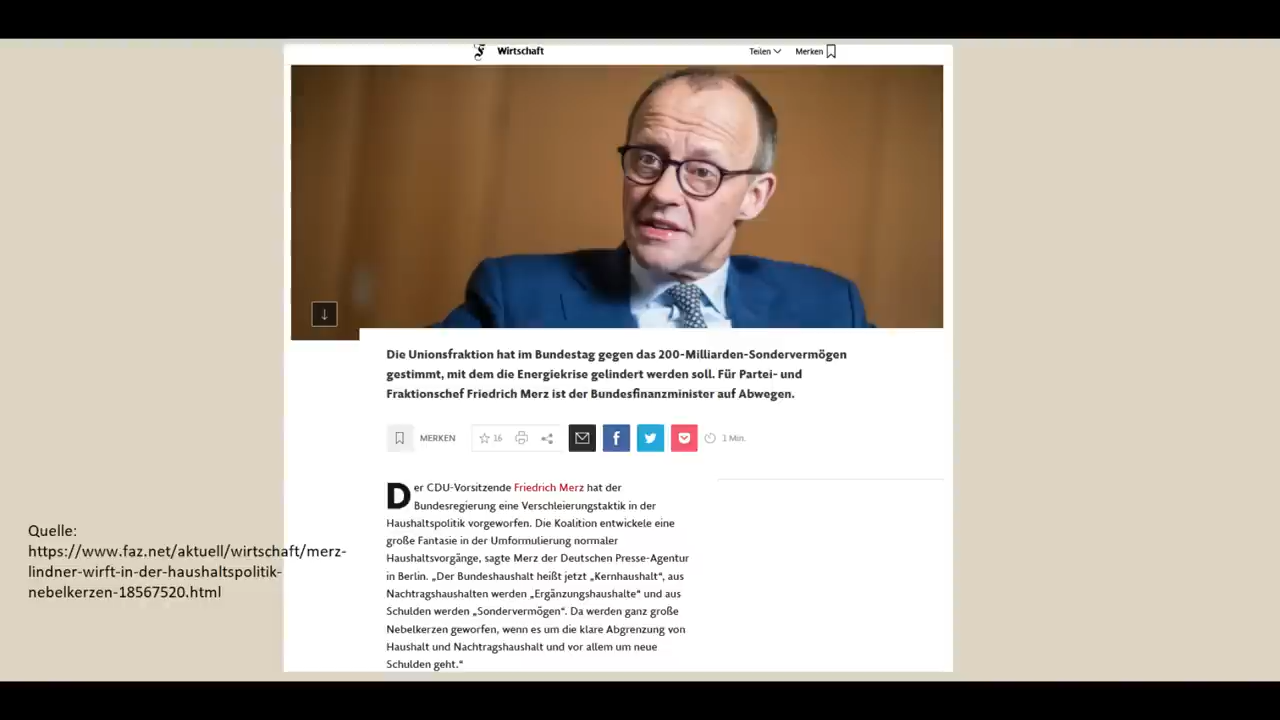 Wirtschaft
Teilen
Merken
Die Unionsfraktion hat im Bundestag gegen das 200-Milliarden-Sondervermögen
gestimmt, mit dem die Energiekrise gelindert werden soll. Für Partei- und
Fraktionschef Friedrich Merz ist der Bundesfinanzminister auf Abwegen.
MERKEN
16
1 Min.
Der CDU-Vorsitzende Friedrich Merz hat der
Bundesregierung eine Verschleierungstaktik in der
Haushaltspolitik vorgeworfen. Die Koalition entwickele eine
große Fantasie in der Umformulierung normaler
Haushaltsvorgänge, sagte Merz der Deutschen Presse-Agentur
in Berlin. „Der Bundeshaushalt heißt jetzt „Kernhaushalt“, aus
Nachtragshaushalten werden „Ergänzungshaushalte“ und aus
Schulden werden „Sondervermögen“. Da werden ganz große
Nebelkerzen geworfen, wenn es um die klare Abgrenzung von
Haushalt und Nachtragshaushalt und vor allem um neue
Schulden geht.“
Quelle:
https://www.faz.net/aktuell/wirtschaft/merz-
lindner-wirft-in-der-haushaltspolitik-
nebelkerzen-18567520.html